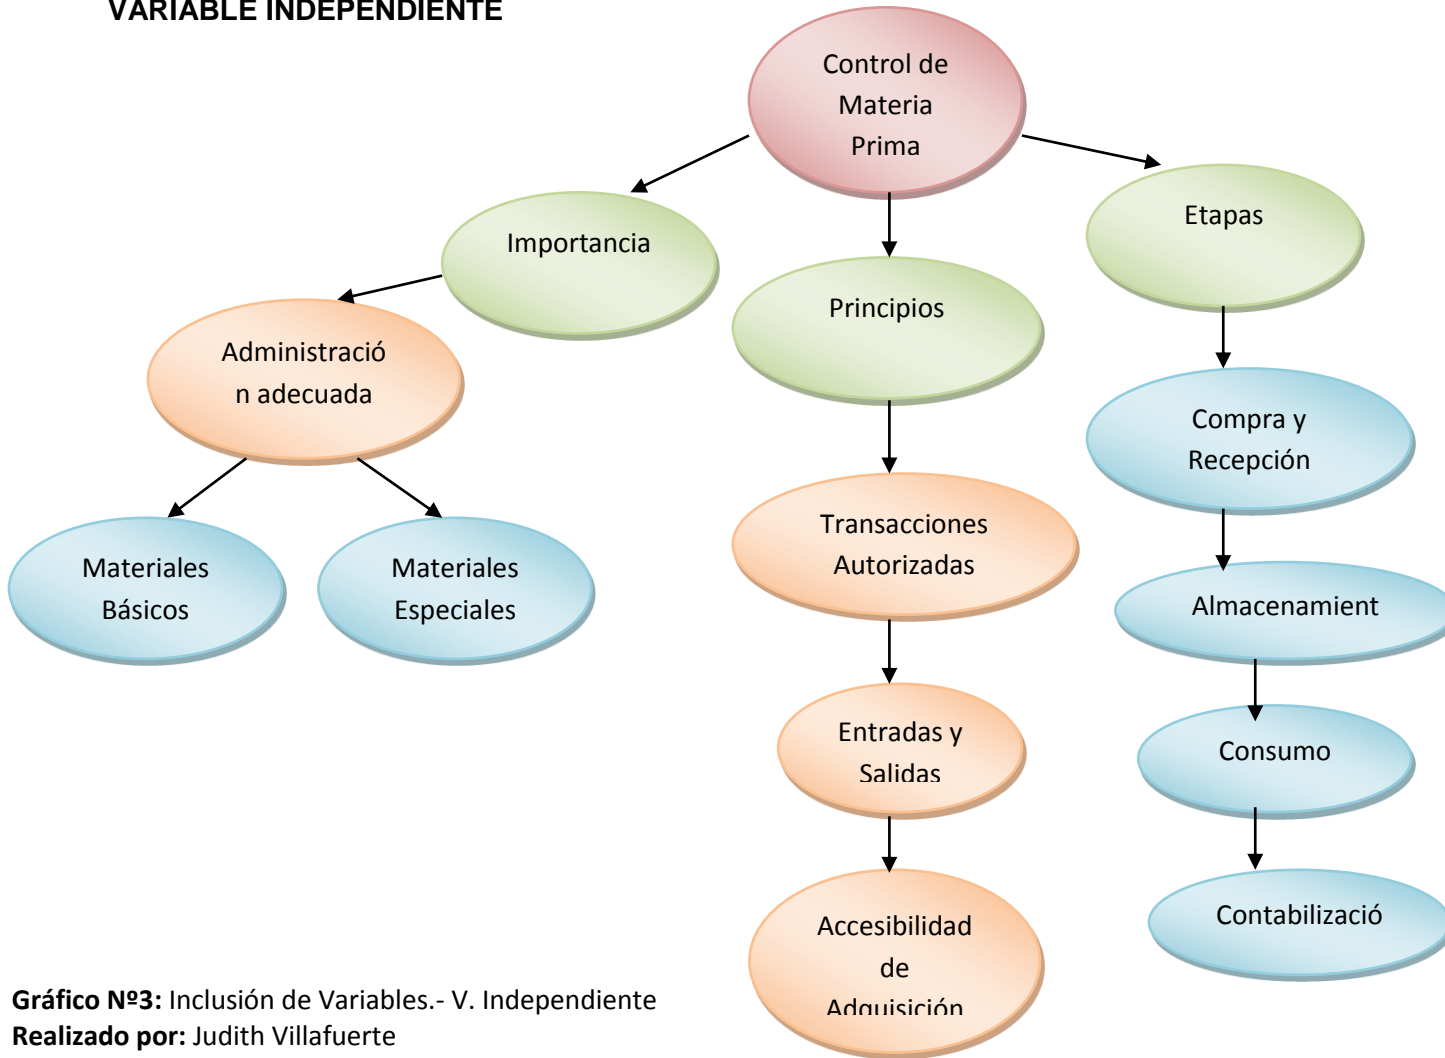 VARIABLE INDEPENDIENTE
Control de
Materia
Prima
Importancia
Principios
Etapas
Administració
n adecuada
Materiales
Básicos
Materiales
Especiales
Transacciones
Autorizadas
Entradas y
Salidas
Accesibilidad
de
Adquisición
Compra y
Recepción
Almacenamient
Consumo
Contabilizació
Gráfico Nº3: Inclusión de Variables.- V. Independiente
Realizado por: Judith Villafuerte